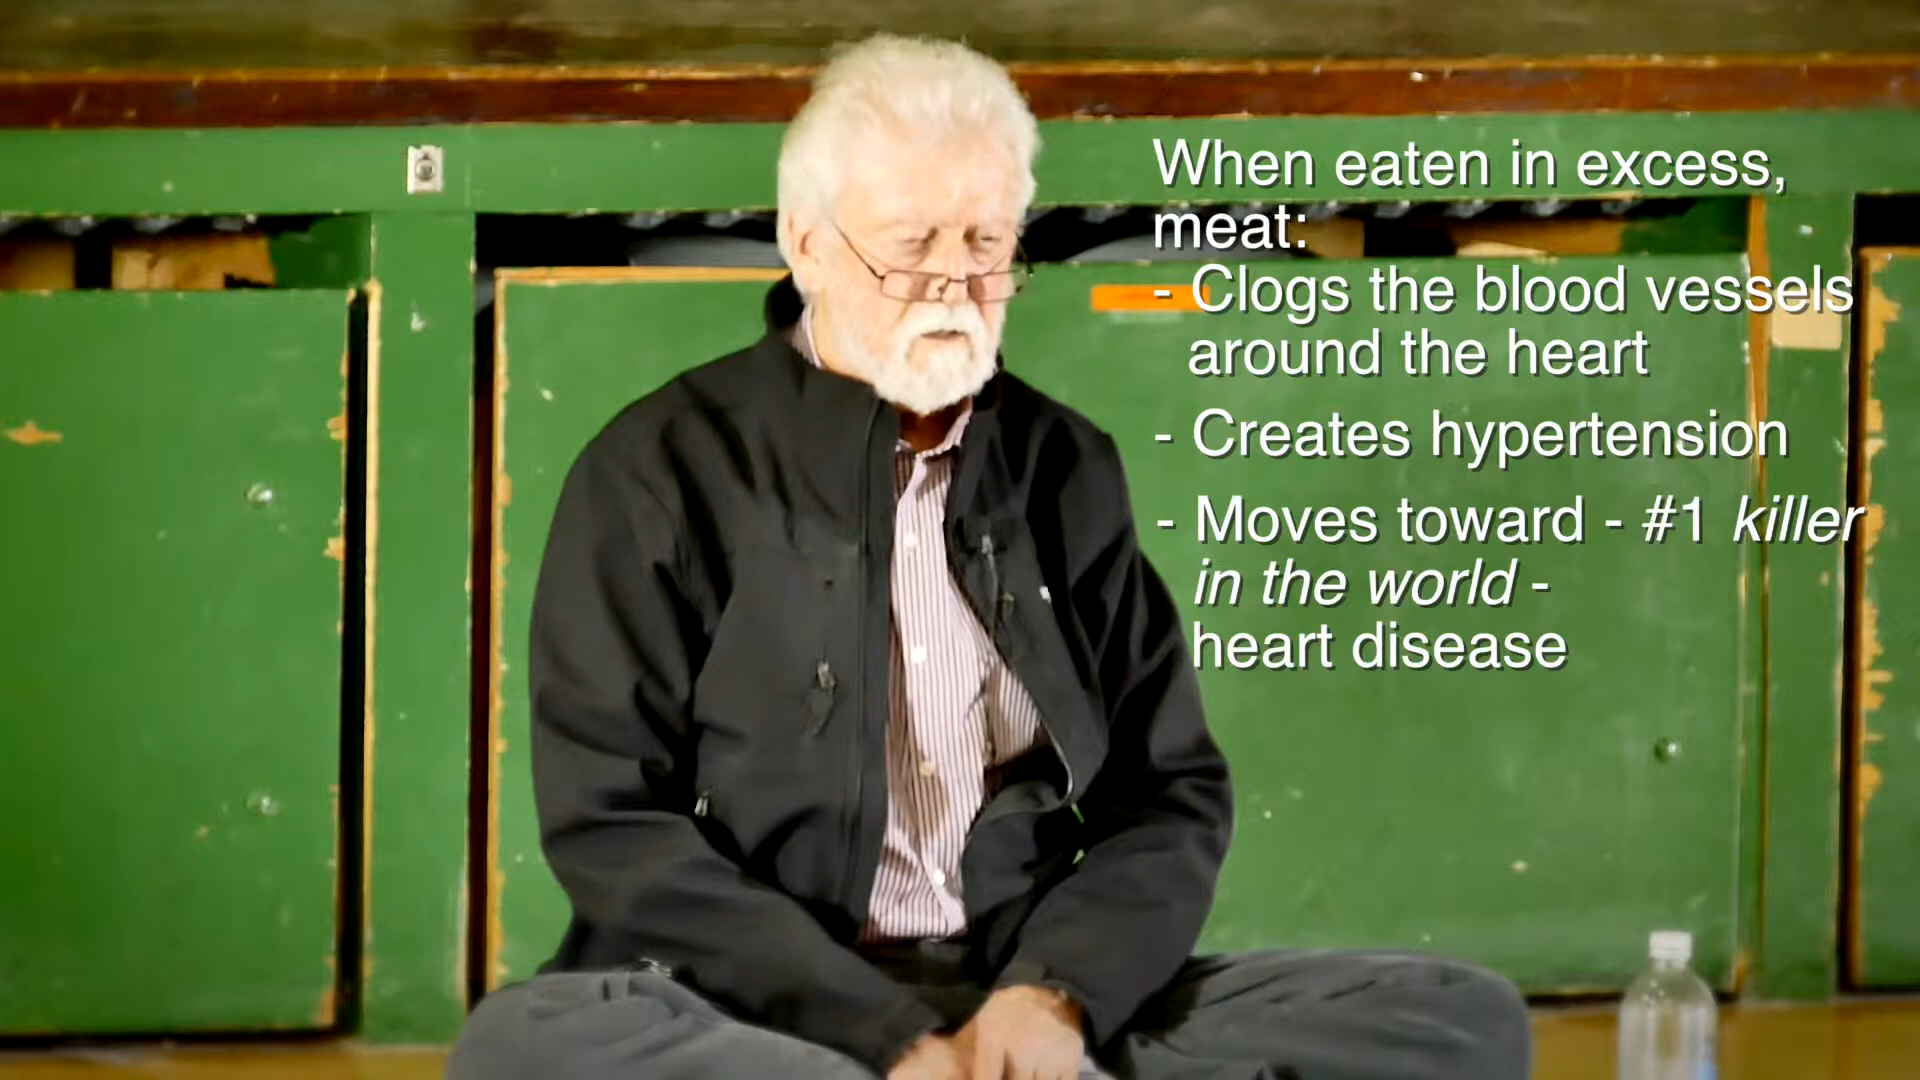 When eaten in excess,
meat:
- Clogs the blood vessels
around the heart
- Creates hypertension
- Moves toward - #1 killer
in the world -
heart disease